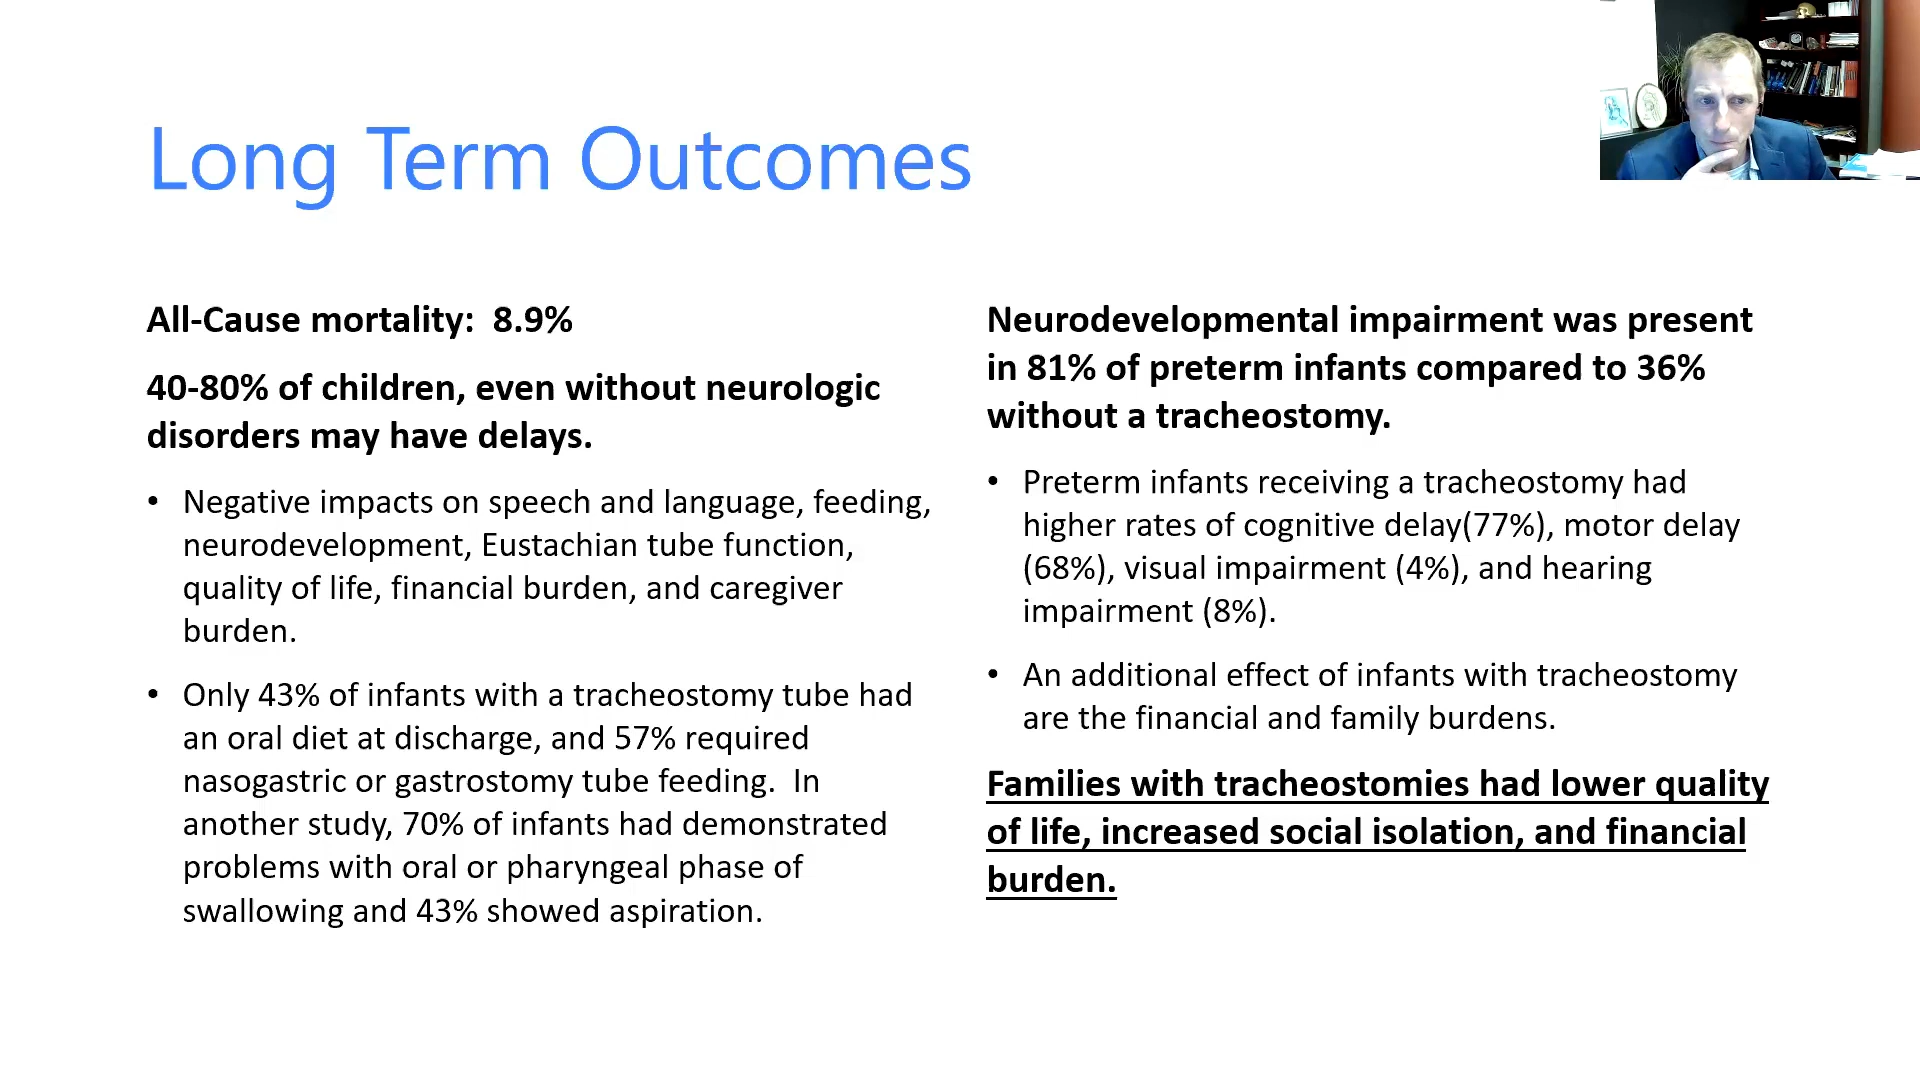 Long Term Outcomes
All-Cause mortality:  8.9%
40-80% of children, even without neurologic
disorders may have delays.
• Negative impacts on speech and language, feeding,
neurodevelopment, Eustachian tube function,
quality of life, financial burden, and caregiver
burden.
• Only 43% of infants with a tracheostomy tube had
an oral diet at discharge, and 57% required
nasogastric or gastrostomy tube feeding.  In
another study, 70% of infants had demonstrated
problems with oral or pharyngeal phase of
swallowing and 43% showed aspiration.
Neurodevelopmental impairment was present
in 81% of preterm infants compared to 36%
without a tracheostomy.
• Preterm infants receiving a tracheostomy had
higher rates of cognitive delay(77%), motor delay
(68%), visual impairment (4%), and hearing
impairment (8%).
• An additional effect of infants with tracheostomy
are the financial and family burdens.
Families with tracheostomies had lower quality
of life, increased social isolation, and financial
burden.